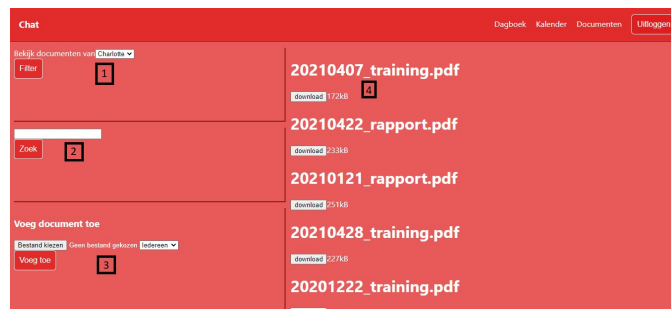 Chat
Dagboek Kalender Documenten Uitloggen
Bekijk documenten van Charlotte
Filter
1
Zoek
2
Voeg document toe
Bestand kiezen Geen bestand gekozen Iedereen
Voeg toe
3
20210407_training.pdf
download 172kB
4
20210422_rapport.pdf
download 233kB
20210121_rapport.pdf
download 251kB
20210428_training.pdf
download 227kB
20201222_training.pdf